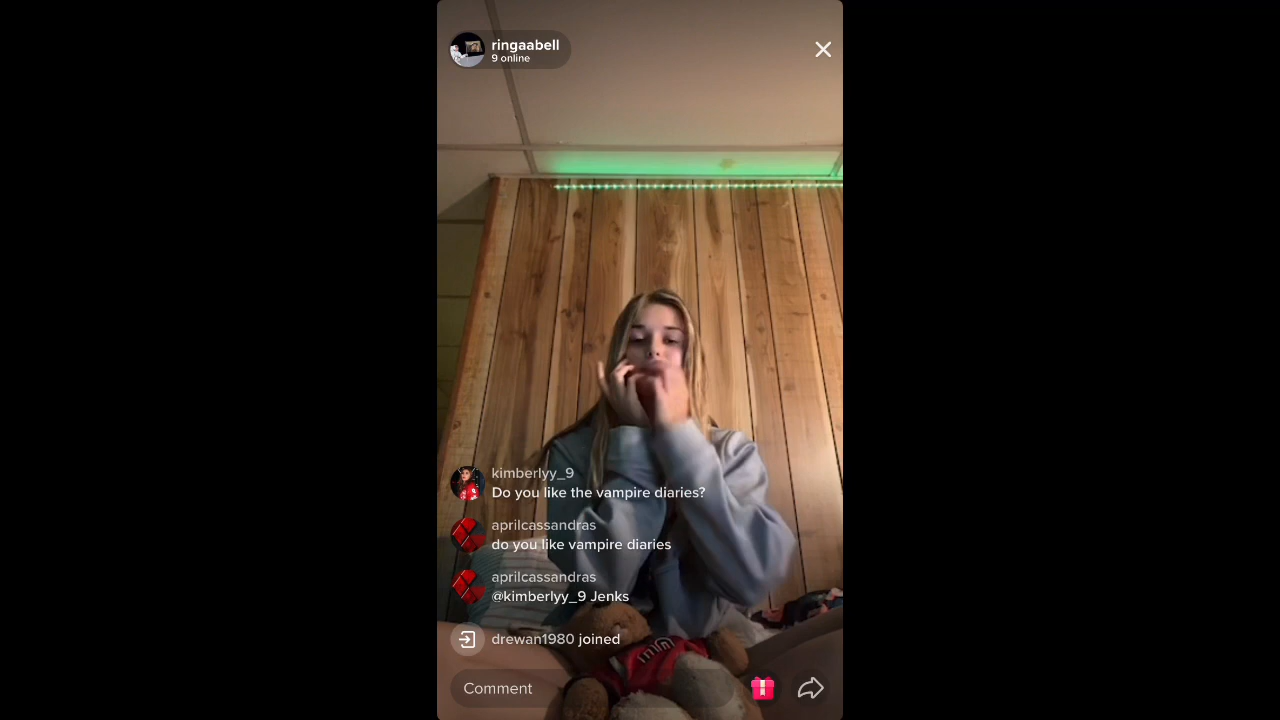 ringaabell
9 online
kimberlyy_9
Do you like the vampire diaries?
aprilcassandras
do you like vampire diaries
aprilcassandras
@kimberlyy_9 Jenks
drewan1980 joined
Comment